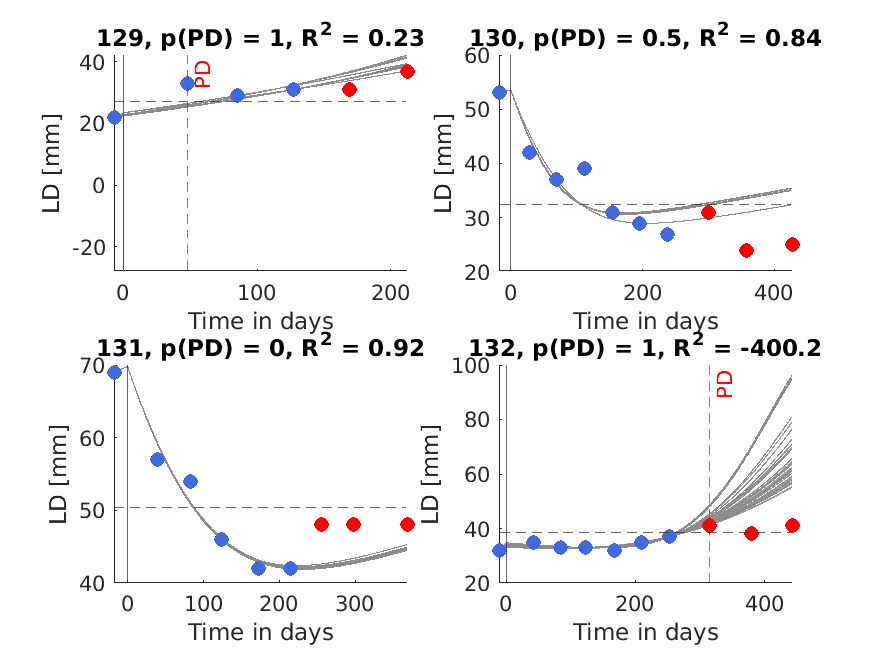 129, p(PD) = 1, R² = 0.23
40
20
0
-20
LD [mm]
PD
0
100
200
Time in days
130, p(PD) = 0.5, R² = 0.84
60
50
40
30
20
LD [mm]
0
200
400
Time in days
131, p(PD) = 0, R² = 0.92
70
60
50
40
LD [mm]
0
100
200
300
Time in days
132, p(PD) = 1, R² = -400.2
100
80
60
40
20
LD [mm]
PD
0
200
400
Time in days